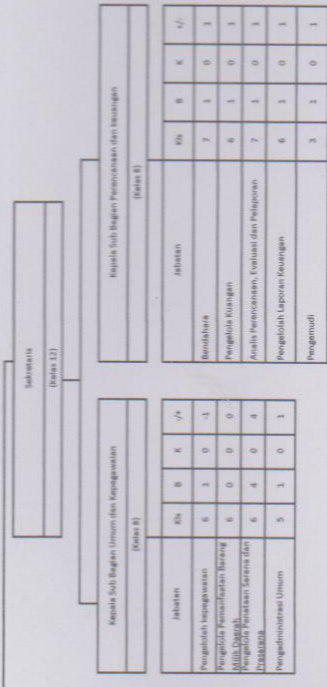 Sekretaris
(Kelas 12)
Kepala Sub Bagian Umum dan Kepegawaian
(Kelas 8)
Jabatan Kls B K -/+
Pengelolah kepegawaian 6 1 0 -1
Pengelola Pemanfaatan Barang
Milik Daerah 6 0 0 0
Pengelola Penataan Sarana dan
Prasarana 6 4 0 4
Pengadministrasi Umum 5 1 0 1
Kepala Sub Bagian Perencanaan dan keuangan
(Kelas 8)
Jabatan Kls B K +/-
Bendahara 7 1 0 1
Pengelola Kuangan 6 1 0 1
Analis Perencanaan, Evaluasi dan Pelaporan 7 1 0 1
Pengelolah Laporan Keuangan 6 1 0 1
Pengemudi 3 1 0 1